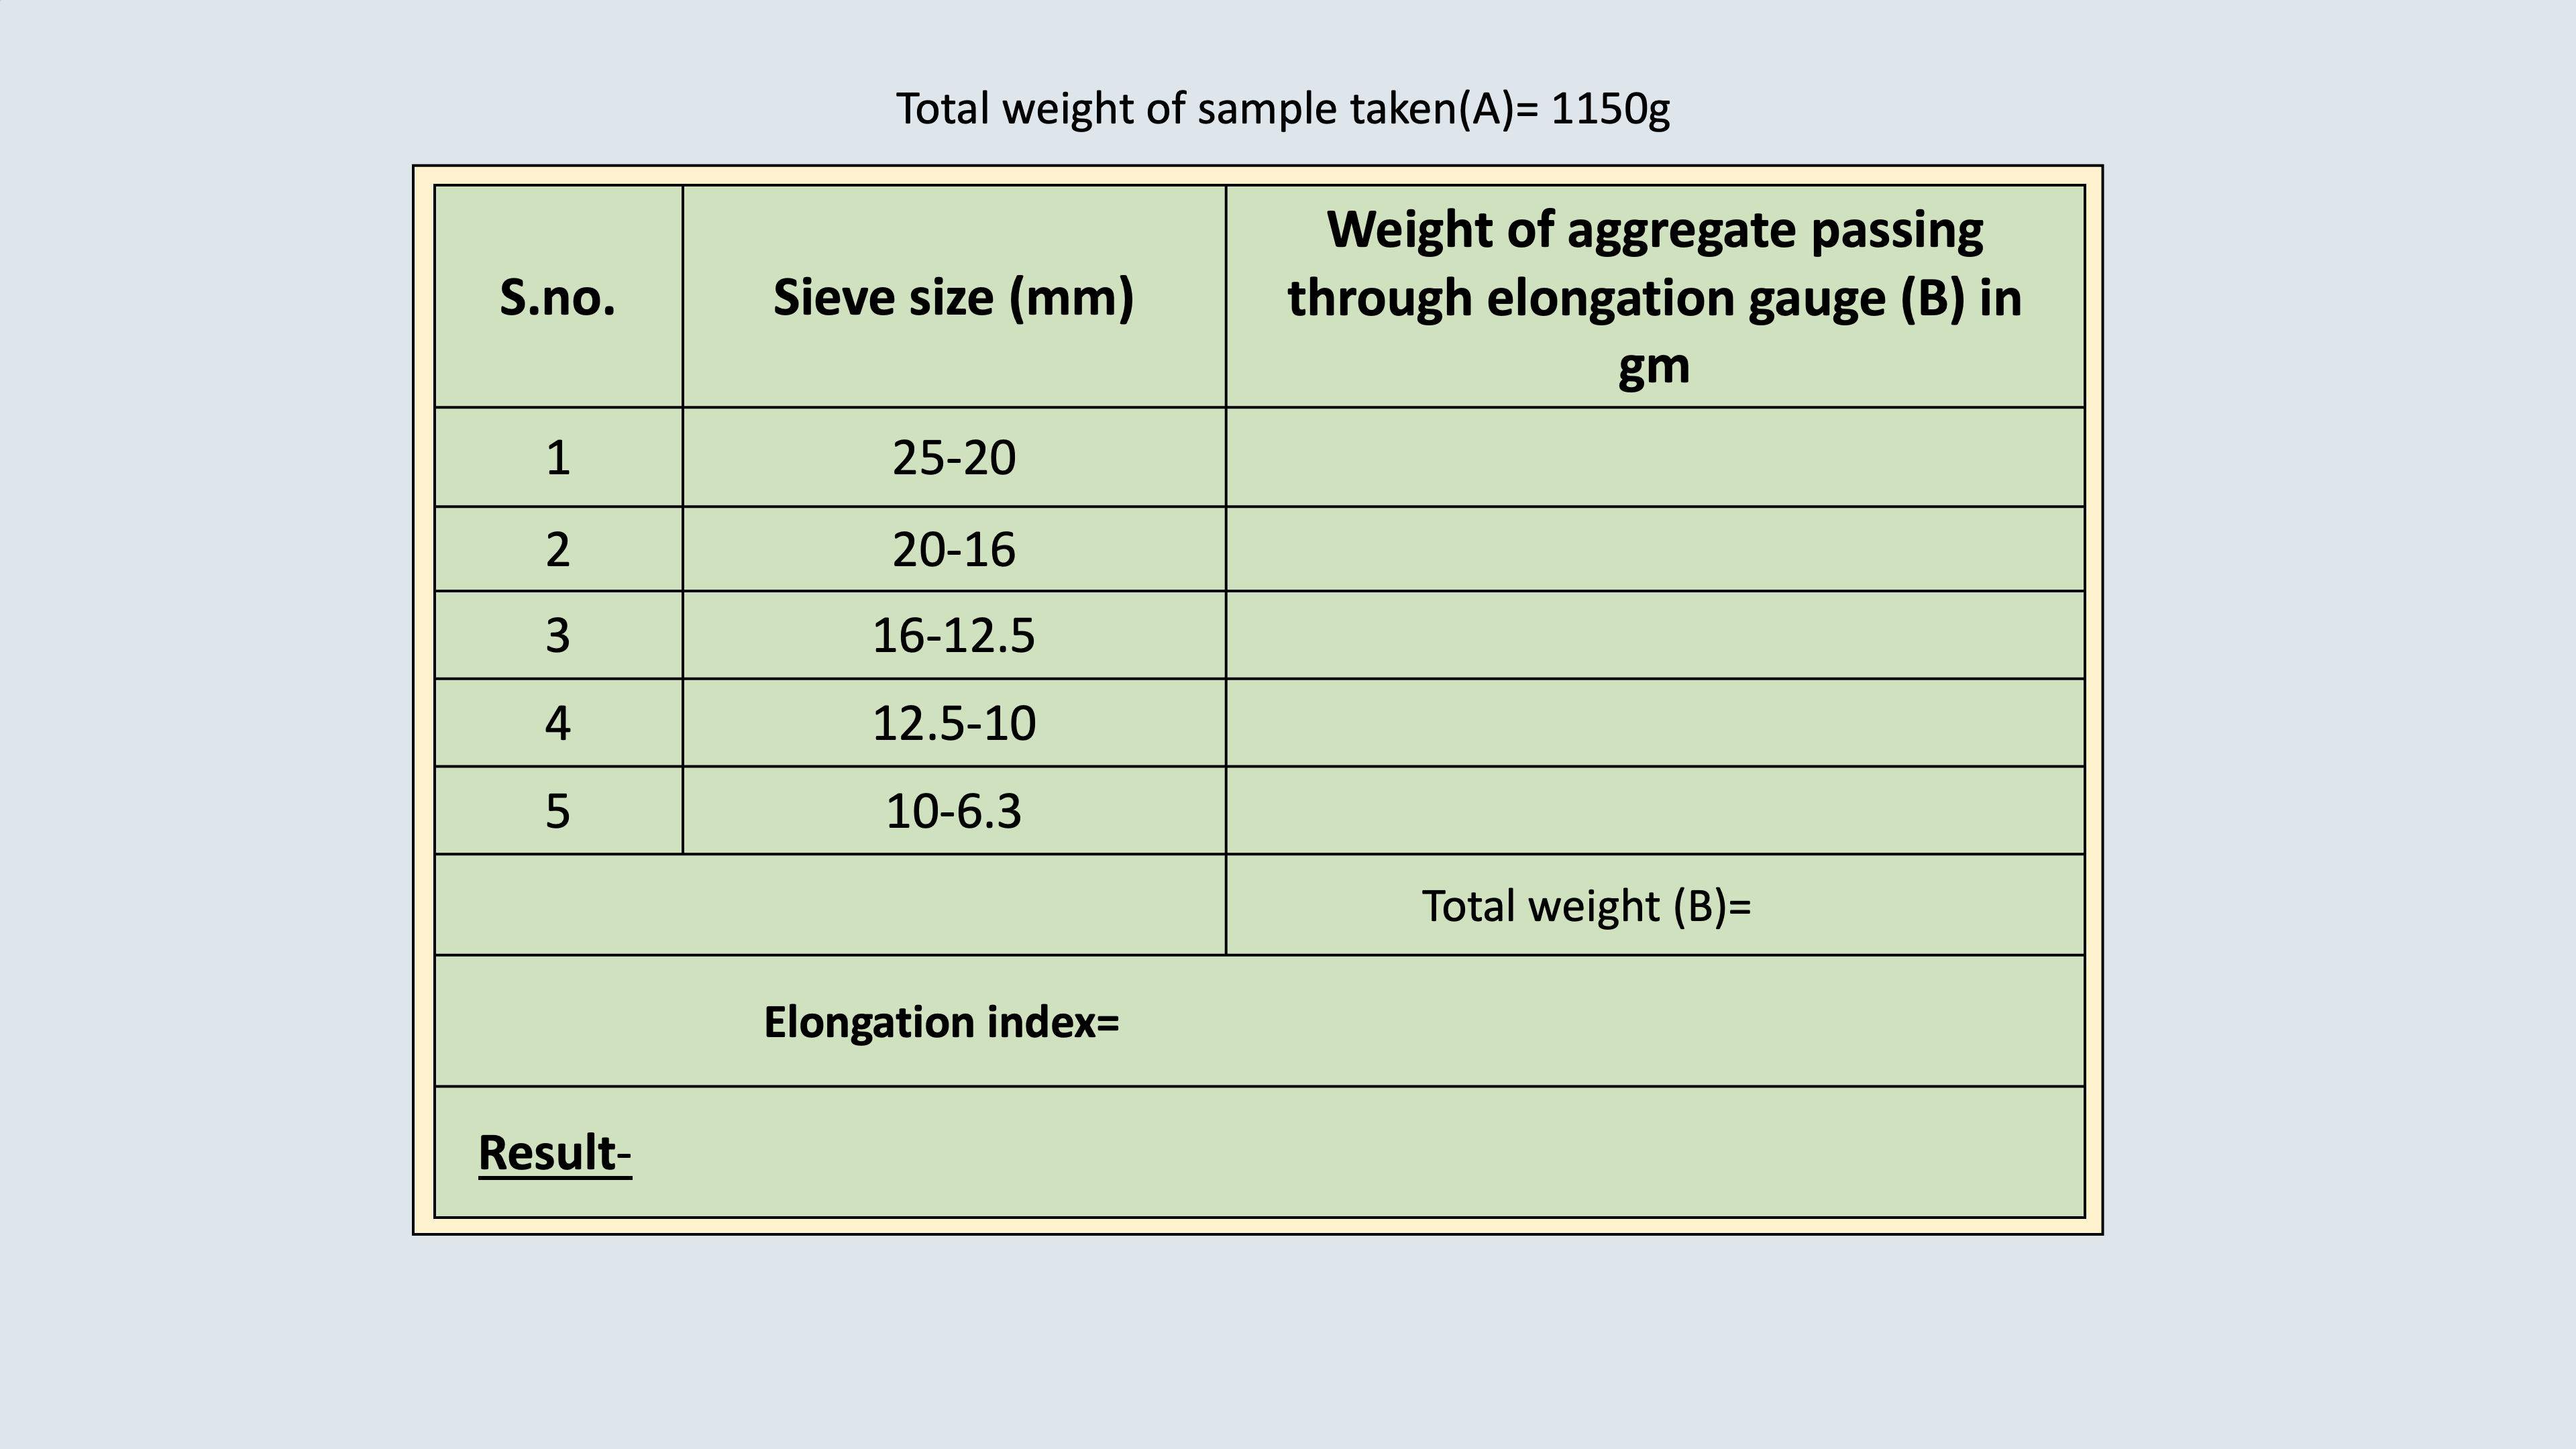 Total weight of sample taken(A)= 1150g
S.no.
Sieve size (mm)
Weight of aggregate passing
through elongation gauge (B) in
gm
1
25-20
2
20-16
3
16-12.5
4
12.5-10
5
10-6.3
Total weight (B)=
Elongation index=
Result-